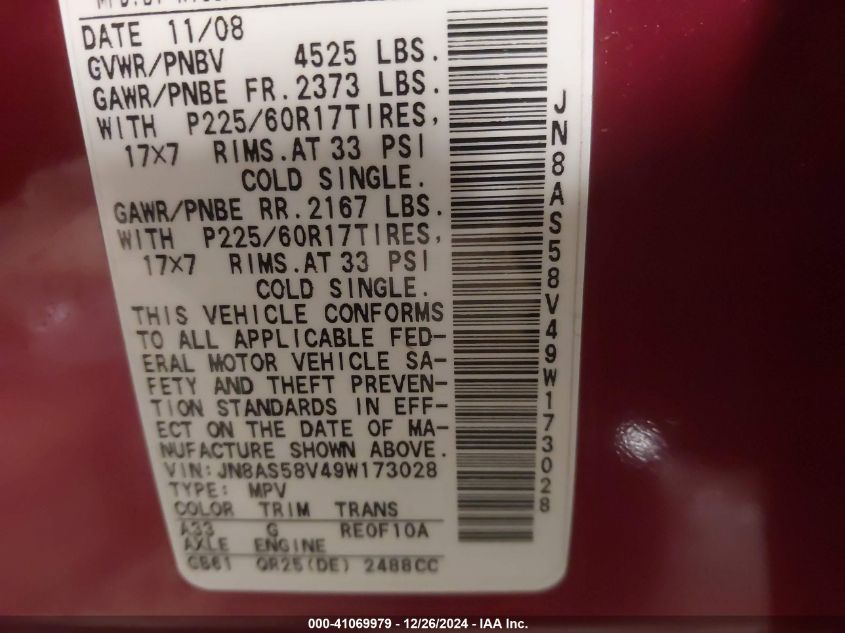 DATE 11/08
GVWR/PNBV 4525 LBS.
GAWR/PNBE FR.2373 LBS.
WITH P225/60R17TIRES,
17X7 RIMS.AT 33 PSI
COLD SINGLE.
GAWR/PNBE RR.2167 LBS.
WITH P225/60R17TIRES,
17X7 RIMS.AT 33 PSI
COLD SINGLE.
THIS VEHICLE CONFORMS
TO ALL APPLICABLE FED-
ERAL MOTOR VEHICLE SA-
FETY AND THEFT PREVEN-
TION STANDARDS IN EFF-
ECT ON THE DATE OF MA-
NUFACTURE SHOWN ABOVE.
VIN:JN8AS58V49W173028
TYPE: MPV
COLOR TRIM TRANS
A33 G RE0F10A
AXLE ENGINE
CB61 QR25(DE) 2488CC
JN8AS58V49W173028
000-41069979 - 12/26/2024 - IAA Inc.